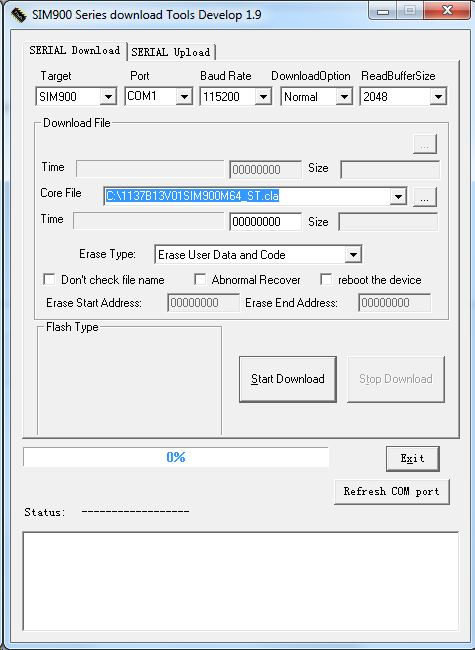 SIM900 Series download Tools Develop 1.9
SERIAL Download SERIAL Upload
Target Port Baud Rate DownloadOption ReadBufferSize
SIM900 COM1 115200 Normal 2048
Download File
...
Time 00000000 Size
Core File C:\1137B13V01SIM900M64_ST.cla ...
Time 00000000 Size
Erase Type: Erase User Data and Code
Don't check file name Abnormal Recover reboot the device
Erase Start Address: 00000000 Erase End Address: 00000000
Flash Type
Start Download Stop Download
0% Exit
Refresh COM port
Status: ------------------